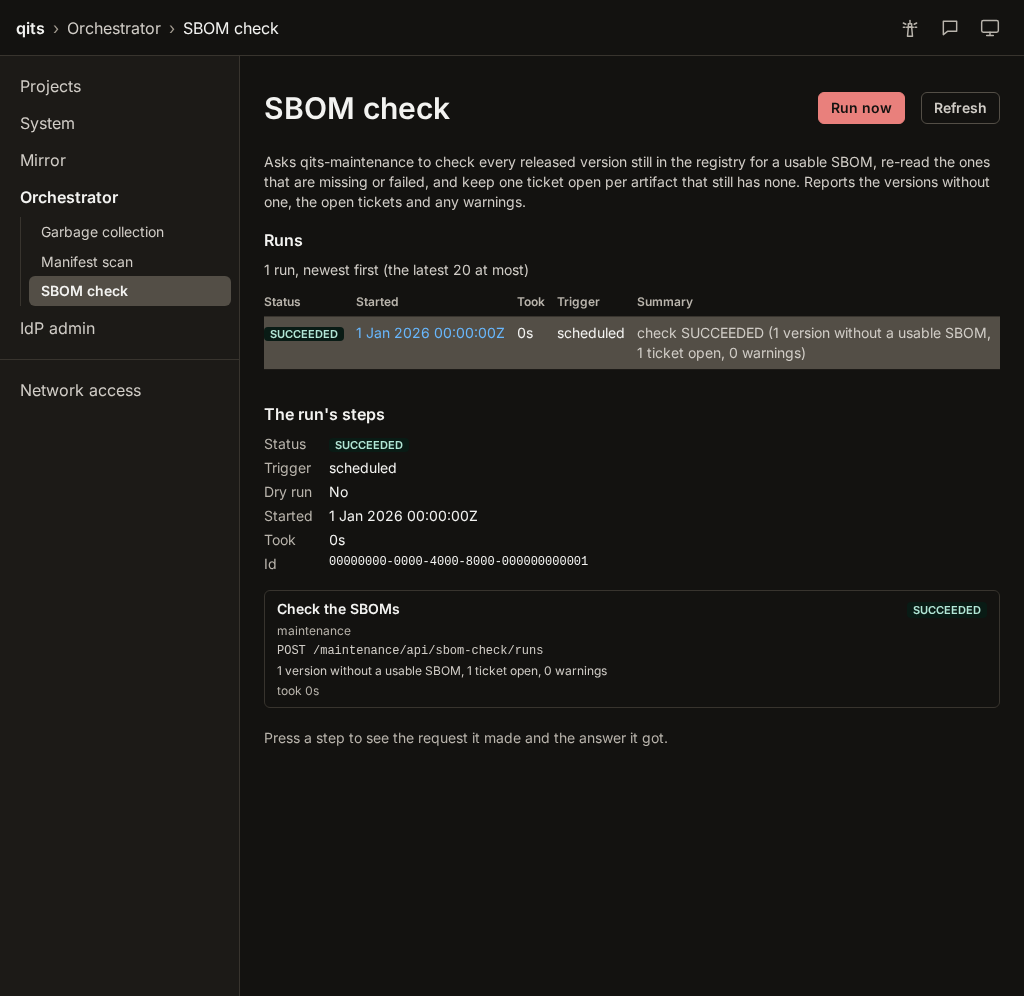 qits › Orchestrator › SBOM check
Projects
System
Mirror
Orchestrator
Garbage collection
Manifest scan
SBOM check
IdP admin
Network access
SBOM check
Run now
Refresh
Asks qits-maintenance to check every released version still in the registry for a usable SBOM, re-read the ones
that are missing or failed, and keep one ticket open per artifact that still has none. Reports the versions without
one, the open tickets and any warnings.
Runs
1 run, newest first (the latest 20 at most)
Status Started Took Trigger Summary
SUCCEEDED 1 Jan 2026 00:00:00Z 0s scheduled check SUCCEEDED (1 version without a usable SBOM,
1 ticket open, 0 warnings)
The run's steps
Status SUCCEEDED
Trigger scheduled
Dry run No
Started 1 Jan 2026 00:00:00Z
Took 0s
Id 00000000-0000-4000-8000-000000000001
Check the SBOMs SUCCEEDED
maintenance
POST /maintenance/api/sbom-check/runs
1 version without a usable SBOM, 1 ticket open, 0 warnings
took 0s
Press a step to see the request it made and the answer it got.